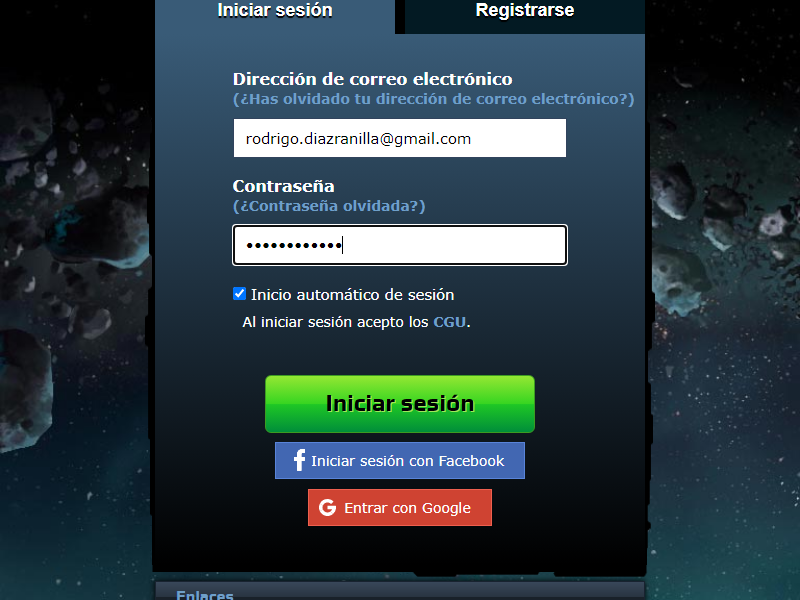 Iniciar sesión
Registrarse
Dirección de correo electrónico
(¿Has olvidado tu dirección de correo electrónico?)
rodrigo.diazranilla@gmail.com
Contraseña
(¿Contraseña olvidada?)
••••••••••••
Inicio automático de sesión
Al iniciar sesión acepto los CGU.
Iniciar sesión
Iniciar sesión con Facebook
Entrar con Google
Enlaces